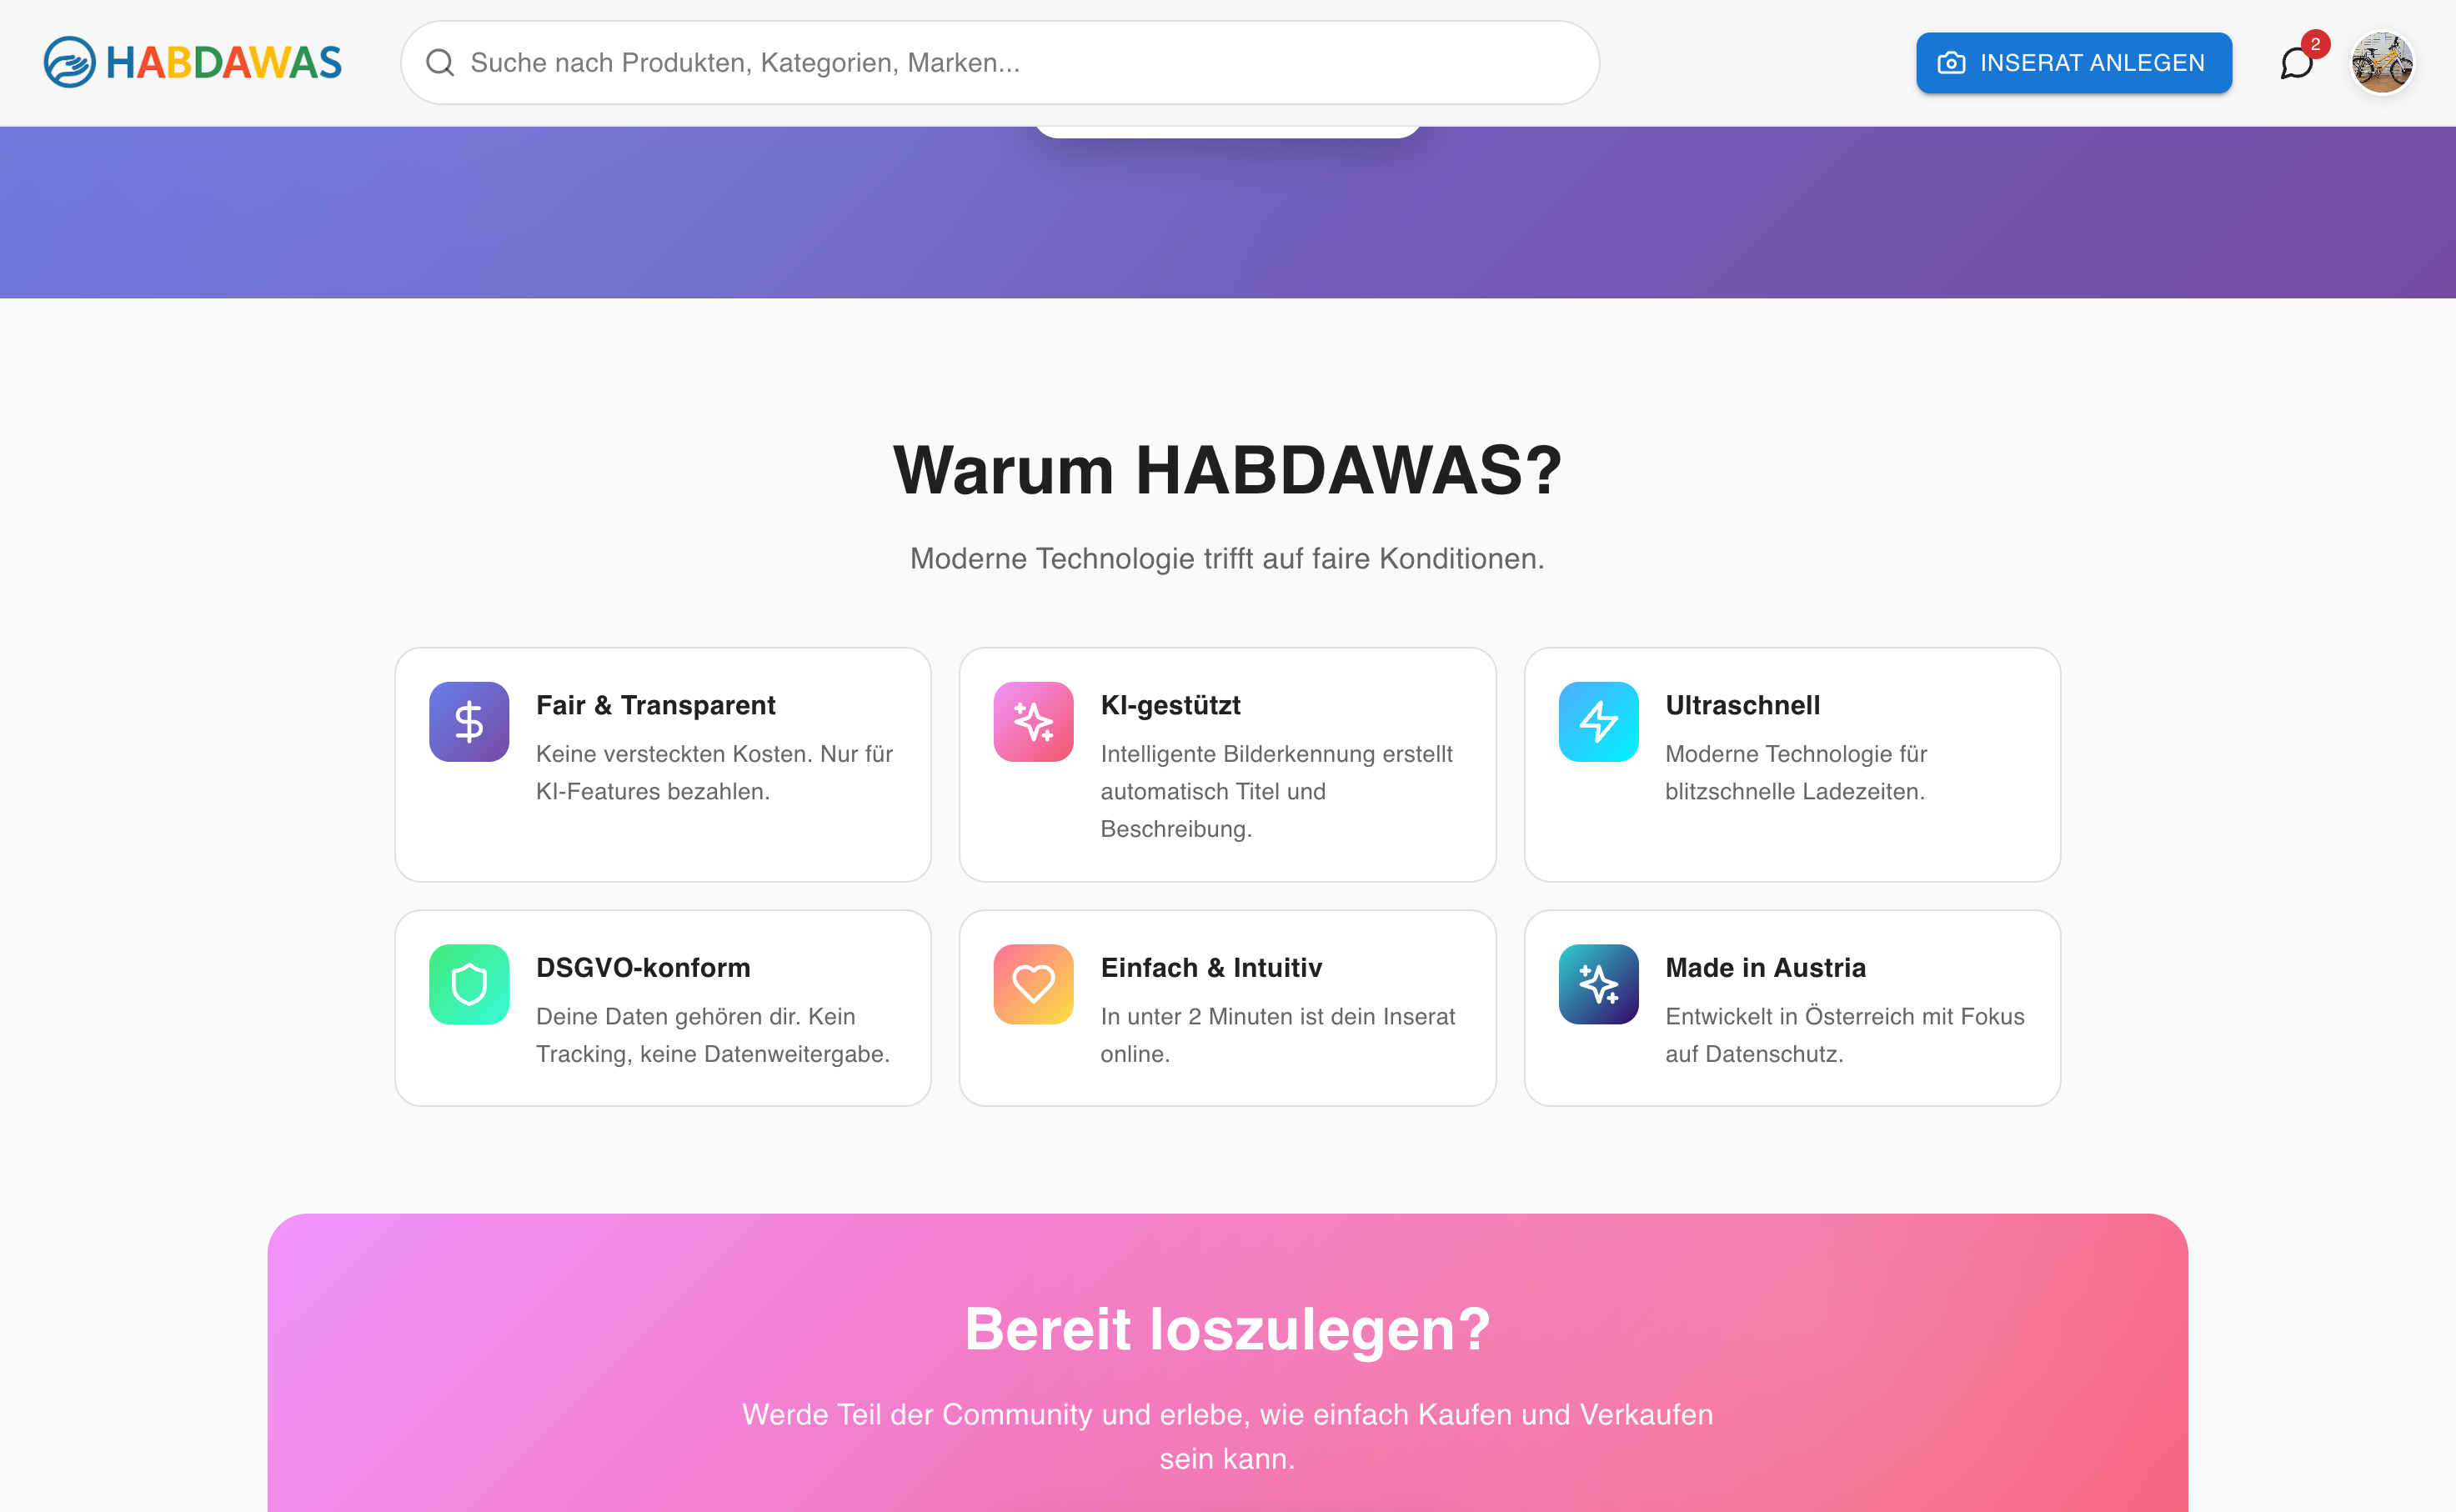 HABDAWAS
Suche nach Produkten, Kategorien, Marken...
INSERAT ANLEGEN
2
Warum HABDAWAS?
Moderne Technologie trifft auf faire Konditionen.
Fair & Transparent
Keine versteckten Kosten. Nur für
KI-Features bezahlen.
KI-gestützt
Intelligente Bilderkennung erstellt
automatisch Titel und
Beschreibung.
Ultraschnell
Moderne Technologie für
blitzschnelle Ladezeiten.
DSGVO-konform
Deine Daten gehören dir. Kein
Tracking, keine Datenweitergabe.
Einfach & Intuitiv
In unter 2 Minuten ist dein Inserat
online.
Made in Austria
Entwickelt in Österreich mit Fokus
auf Datenschutz.
Bereit loszulegen?
Werde Teil der Community und erlebe, wie einfach Kaufen und Verkaufen
sein kann.